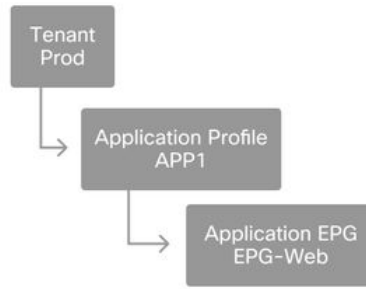 Tenant
Prod
Application Profile
APP1
Application EPG
EPG-Web